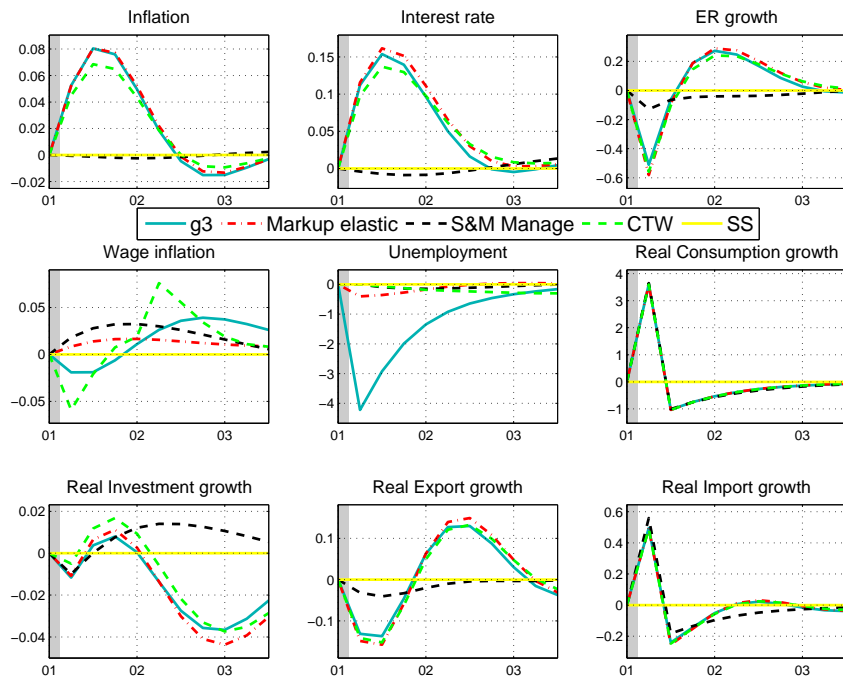 Inflation
Interest rate
ER growth
0.08
0.06
0.04
0.02
0
−0.02
01 02 03
0.15
0.1
0.05
0
01 02 03
0.2
0
−0.2
−0.4
−0.6
01 02 03
g3 Markup elastic S&M Manage CTW SS
Wage inflation
Unemployment
Real Consumption growth
0.05
0
−0.05
01 02 03
0
−1
−2
−3
−4
01 02 03
4
3
2
1
0
−1
01 02 03
Real Investment growth
Real Export growth
Real Import growth
0.02
0
−0.02
−0.04
01 02 03
0.1
0
−0.1
01 02 03
0.6
0.4
0.2
0
−0.2
01 02 03